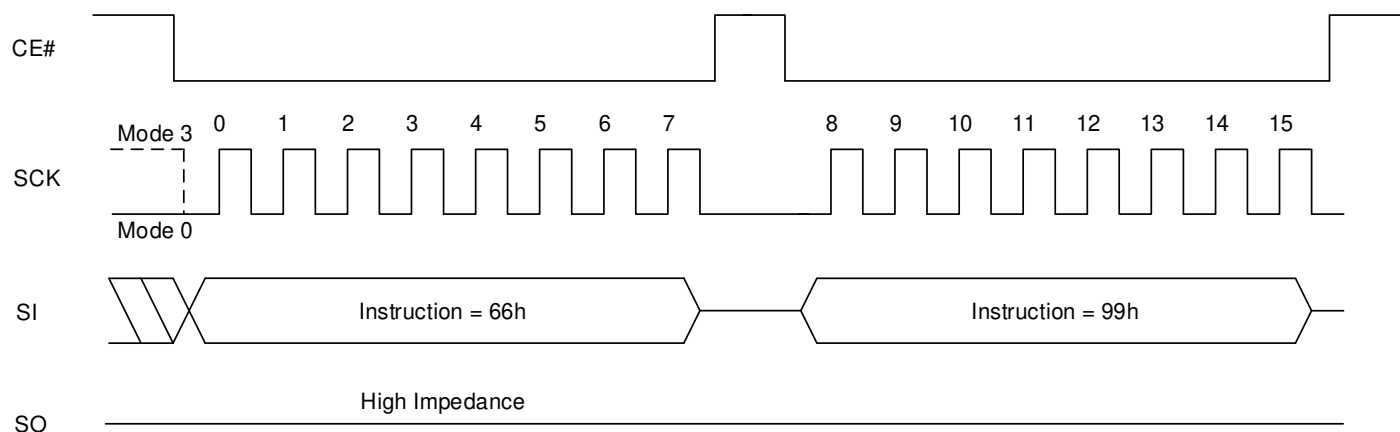 CE#
Mode 3
0 1 2 3 4 5 6 7 8 9 10 11 12 13 14 15
SCK
Mode 0
SI
Instruction = 66h
Instruction = 99h
High Impedance
SO